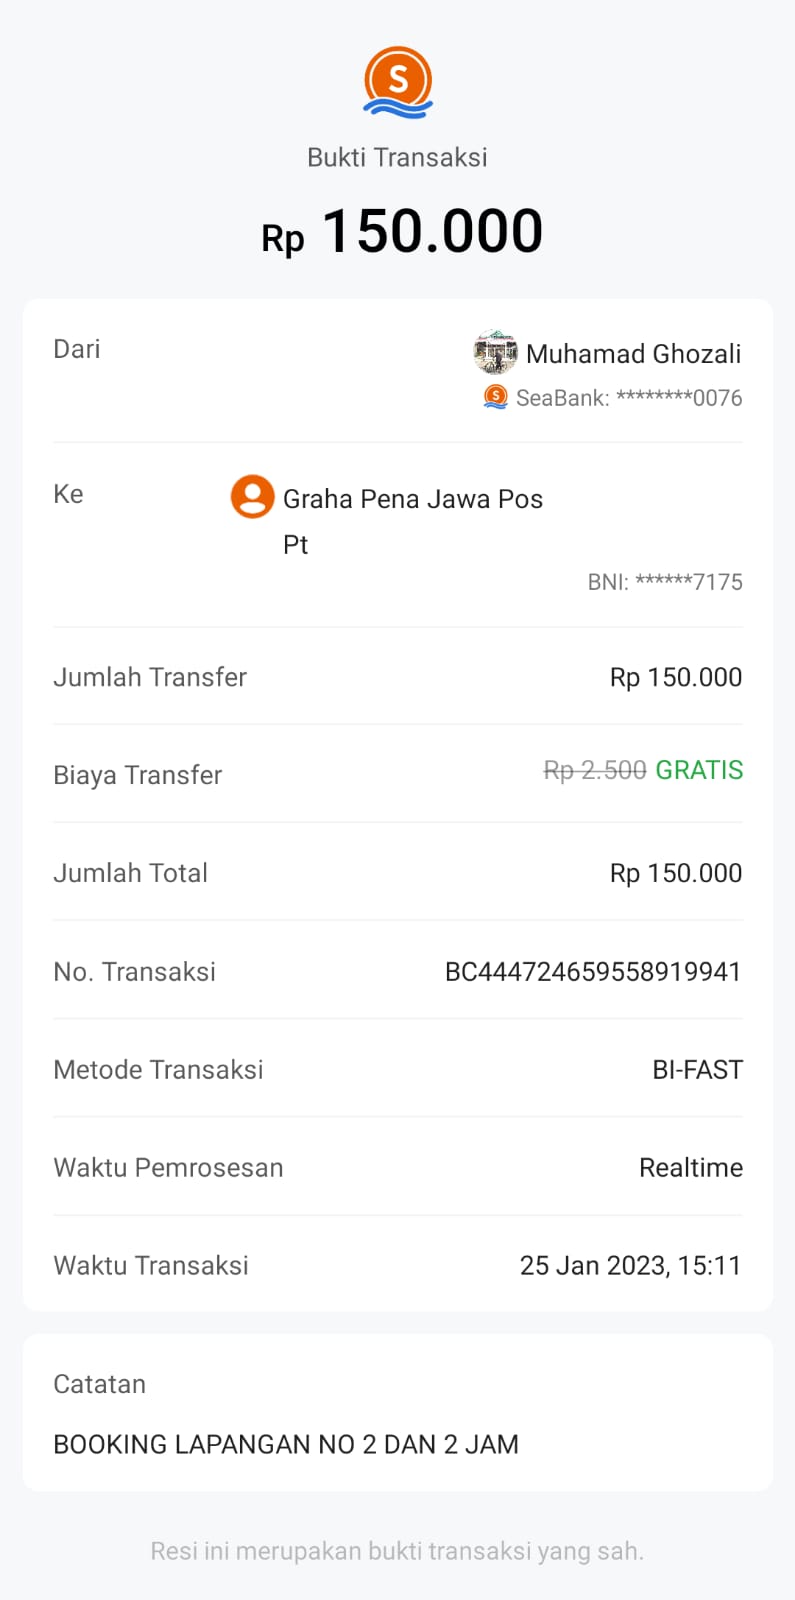 S
Bukti Transaksi
Rp 150.000
Dari
Muhamad Ghozali
S SeaBank: ********0076
Ke
Graha Pena Jawa Pos
Pt
BNI: ******7175
Jumlah Transfer Rp 150.000
Biaya Transfer Rp 2.500 GRATIS
Jumlah Total Rp 150.000
No. Transaksi BC444724659558919941
Metode Transaksi BI-FAST
Waktu Pemrosesan Realtime
Waktu Transaksi 25 Jan 2023, 15:11
Catatan
BOOKING LAPANGAN NO 2 DAN 2 JAM
Resi ini merupakan bukti transaksi yang sah.